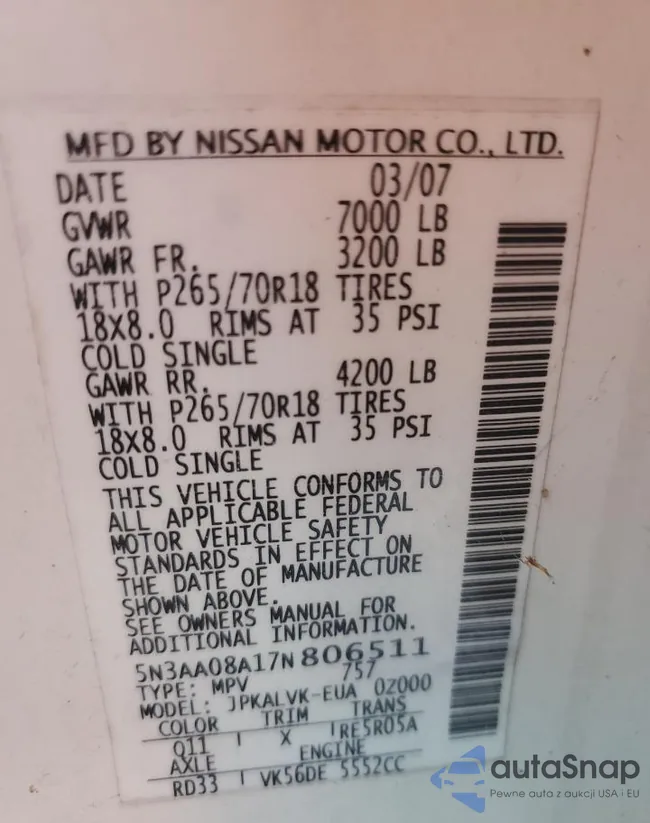 MFD BY NISSAN MOTOR CO., LTD.
DATE 03/07
GVWR 7000 LB
GAWR FR. 3200 LB
WITH P265/70R18 TIRES
18X8.0 RIMS AT 35 PSI
COLD SINGLE
GAWR RR. 4200 LB
WITH P265/70R18 TIRES
18X8.0 RIMS AT 35 PSI
COLD SINGLE
THIS VEHICLE CONFORMS TO
ALL APPLICABLE FEDERAL
MOTOR VEHICLE SAFETY
STANDARDS IN EFFECT ON
THE DATE OF MANUFACTURE
SHOWN ABOVE.
SEE OWNERS MANUAL FOR
ADDITIONAL INFORMATION.
5N3AA08A17N806511
TYPE: MPV 757
MODEL: JPKALVK-EUA 0Z000
COLOR TRIM TRANS
Q11 X RE5R05A
AXLE ENGINE
RD33 VK56DE 5552CC
autaSnap
Pewne auta z aukcji USA i EU